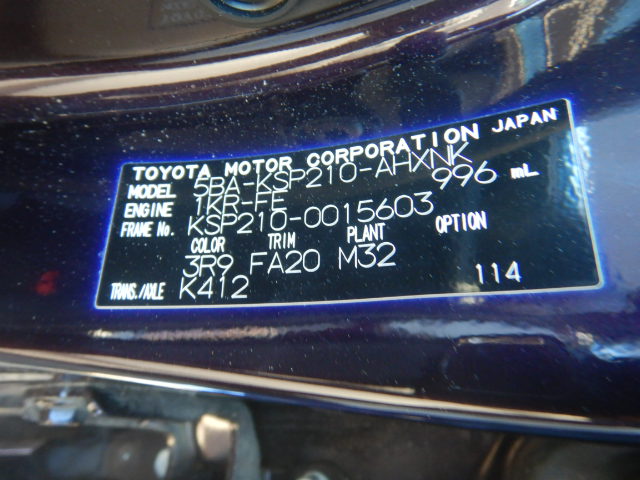 TOYOTA MOTOR CORPORATION JAPAN
MODEL 5BA-KSP210-AHXNK
ENGINE 1KR-FE 996 mL
FRAME No. KSP210-0015603
COLOR TRIM PLANT OPTION
3R9 FA20 M32
TRANS./AXLE K412 114